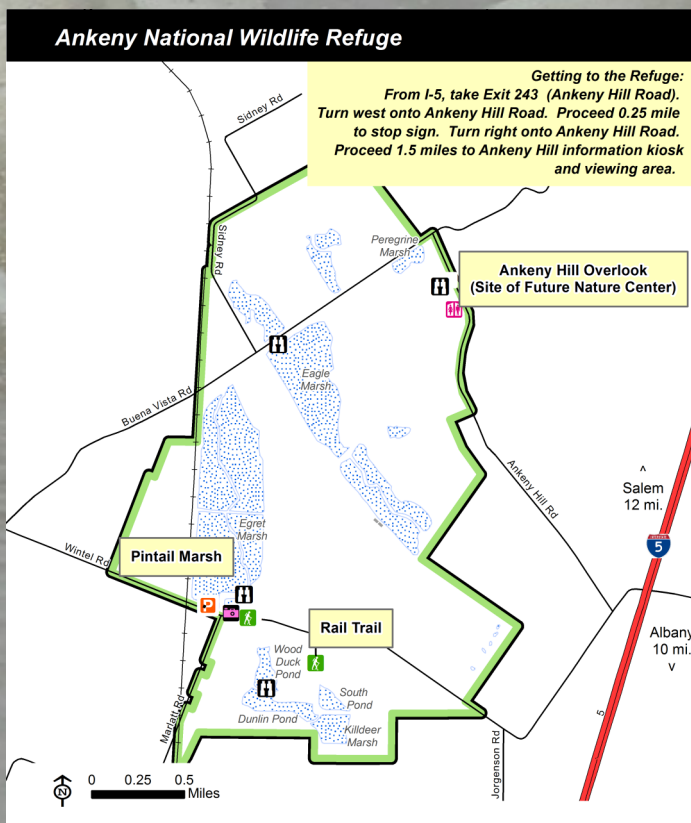 Ankeny National Wildlife Refuge
Getting to the Refuge:
From I-5, take Exit 243 (Ankeny Hill Road).
Turn west onto Ankeny Hill Road. Proceed 0.25 mile
to stop sign. Turn right onto Ankeny Hill Road.
Proceed 1.5 miles to Ankeny Hill information kiosk
and viewing area.
Sidney Rd
Sidney Rd
Peregrine
Marsh
Ankeny Hill Overlook
(Site of Future Nature Center)
Eagle
Marsh
Buena Vista Rd
Ankeny Hill Rd
^
Salem
12 mi.
5
Egret
Marsh
Pintail Marsh
Wintel Rd
P
Rail Trail
Albany
10 mi.
v
Wood
Duck
Pond
South
Pond
Dunlin Pond
Killdeer
Marsh
Marlatt Rd
Jorgenson Rd
5
N
0 0.25 0.5
Miles